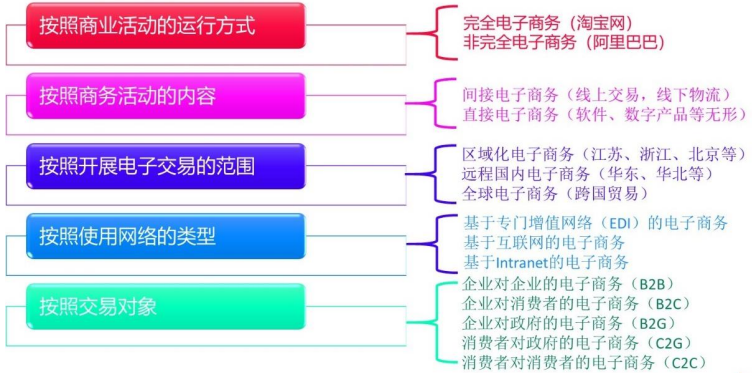 按照商业活动的运行方式
完全电子商务（淘宝网）
非完全电子商务（阿里巴巴）
按照商务活动的内容
间接电子商务（线上交易，线下物流）
直接电子商务（软件、数字产品等无形）
按照开展电子交易的范围
区域化电子商务（江苏、浙江、北京等）
远程国内电子商务（华东、华北等）
全球电子商务（跨国贸易）
按照使用网络的类型
基于专门增值网络（EDI）的电子商务
基于互联网的电子商务
基于Intranet的电子商务
按照交易对象
企业对企业的电子商务（B2B）
企业对消费者的电子商务（B2C）
企业对政府的电子商务（B2G）
消费者对政府的电子商务（C2G）
消费者对消费者的电子商务（C2C）